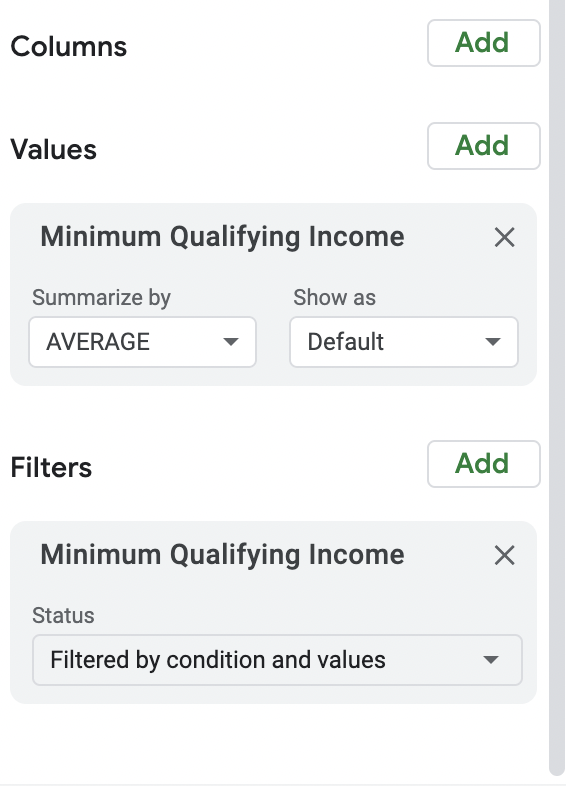 Columns Add
Values Add
Minimum Qualifying Income
Summarize by Show as
AVERAGE Default
Filters Add
Minimum Qualifying Income
Status
Filtered by condition and values